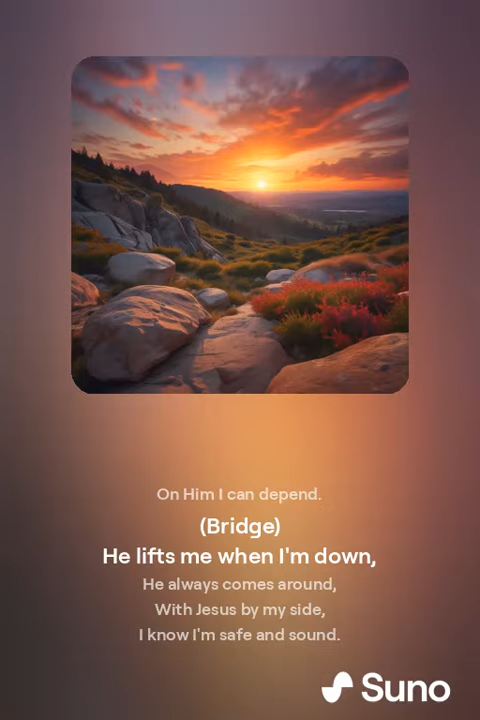 On Him I can depend.
(Bridge)
He lifts me when I'm down,
He always comes around,
With Jesus by my side,
I know I'm safe and sound.
Suno